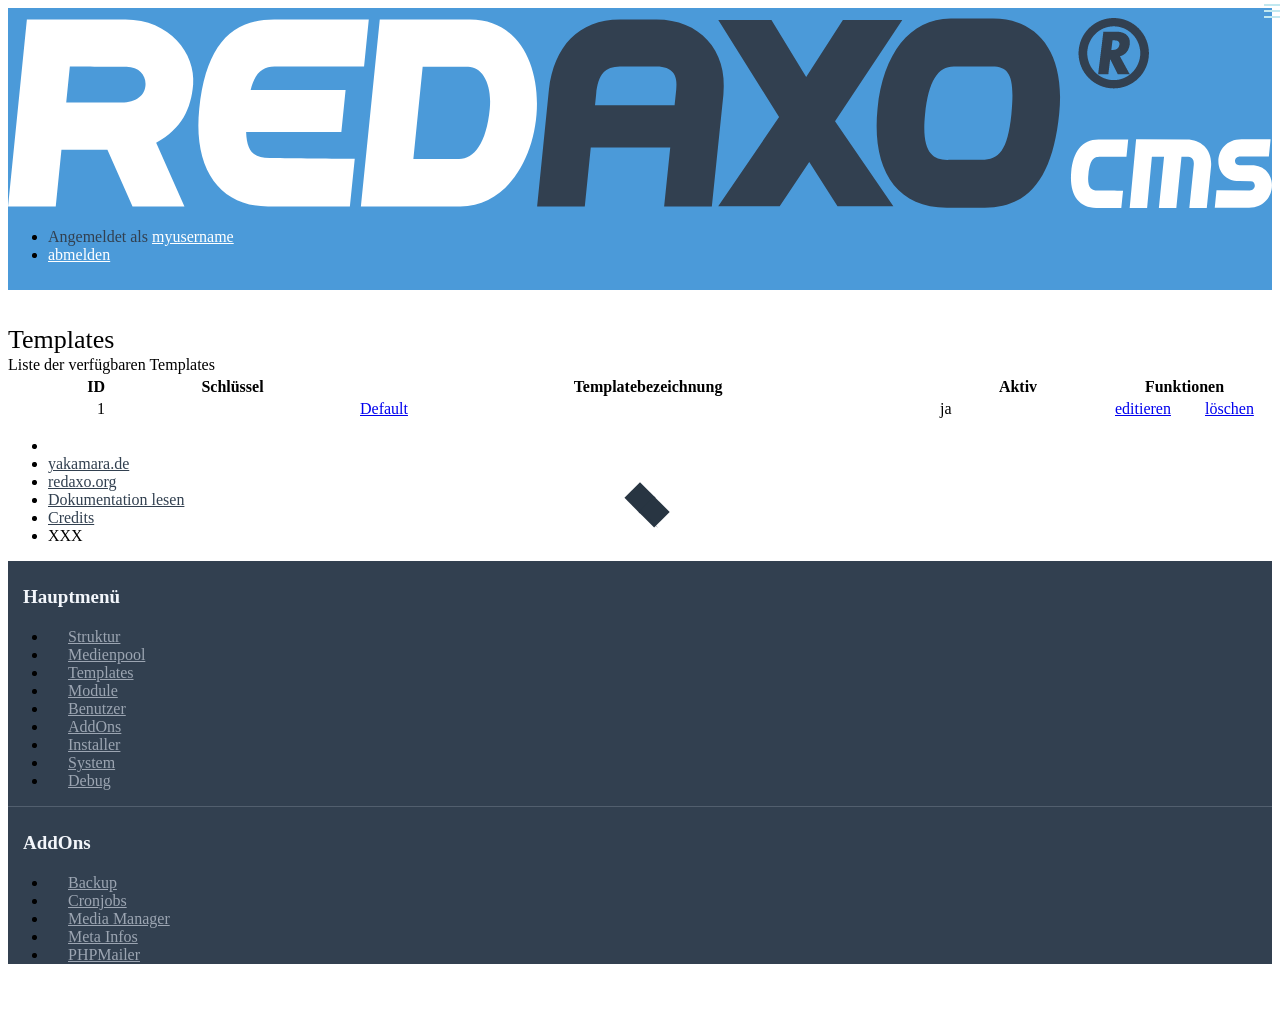 REDAXO®
cms
Angemeldet als myusername
abmelden
Templates
Liste der verfügbaren Templates
ID Schlüssel Templatebezeichnung Aktiv Funktionen
1 Default ja editieren löschen
yakamara.de
redaxo.org
Dokumentation lesen
Credits
XXX
Hauptmenü
Struktur
Medienpool
Templates
Module
Benutzer
AddOns
Installer
System
Debug
AddOns
Backup
Cronjobs
Media Manager
Meta Infos
PHPMailer